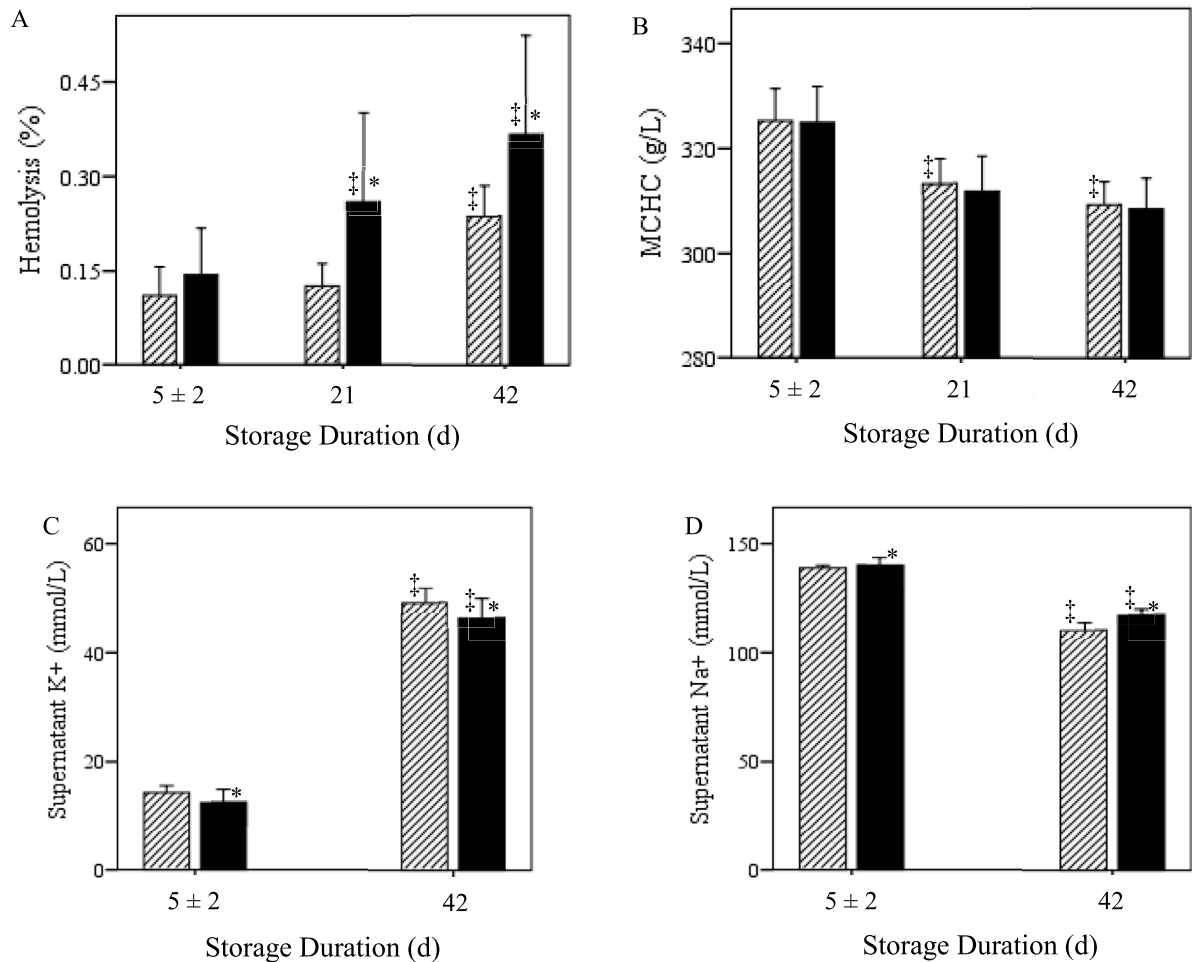 A
Hemolysis (%)
0.45
0.30
0.15
0.00
‡ *
‡
‡ *
5 ± 2 21 42
Storage Duration (d)
B
MCHC (g/L)
340
320
300
280
‡
‡
5 ± 2 21 42
Storage Duration (d)
C
Supernatant K+ (mmol/L)
60
40
20
0
*
‡
‡ *
5 ± 2 42
Storage Duration (d)
D
Supernatant Na+ (mmol/L)
150
100
50
0
*
‡
‡ *
5 ± 2 42
Storage Duration (d)